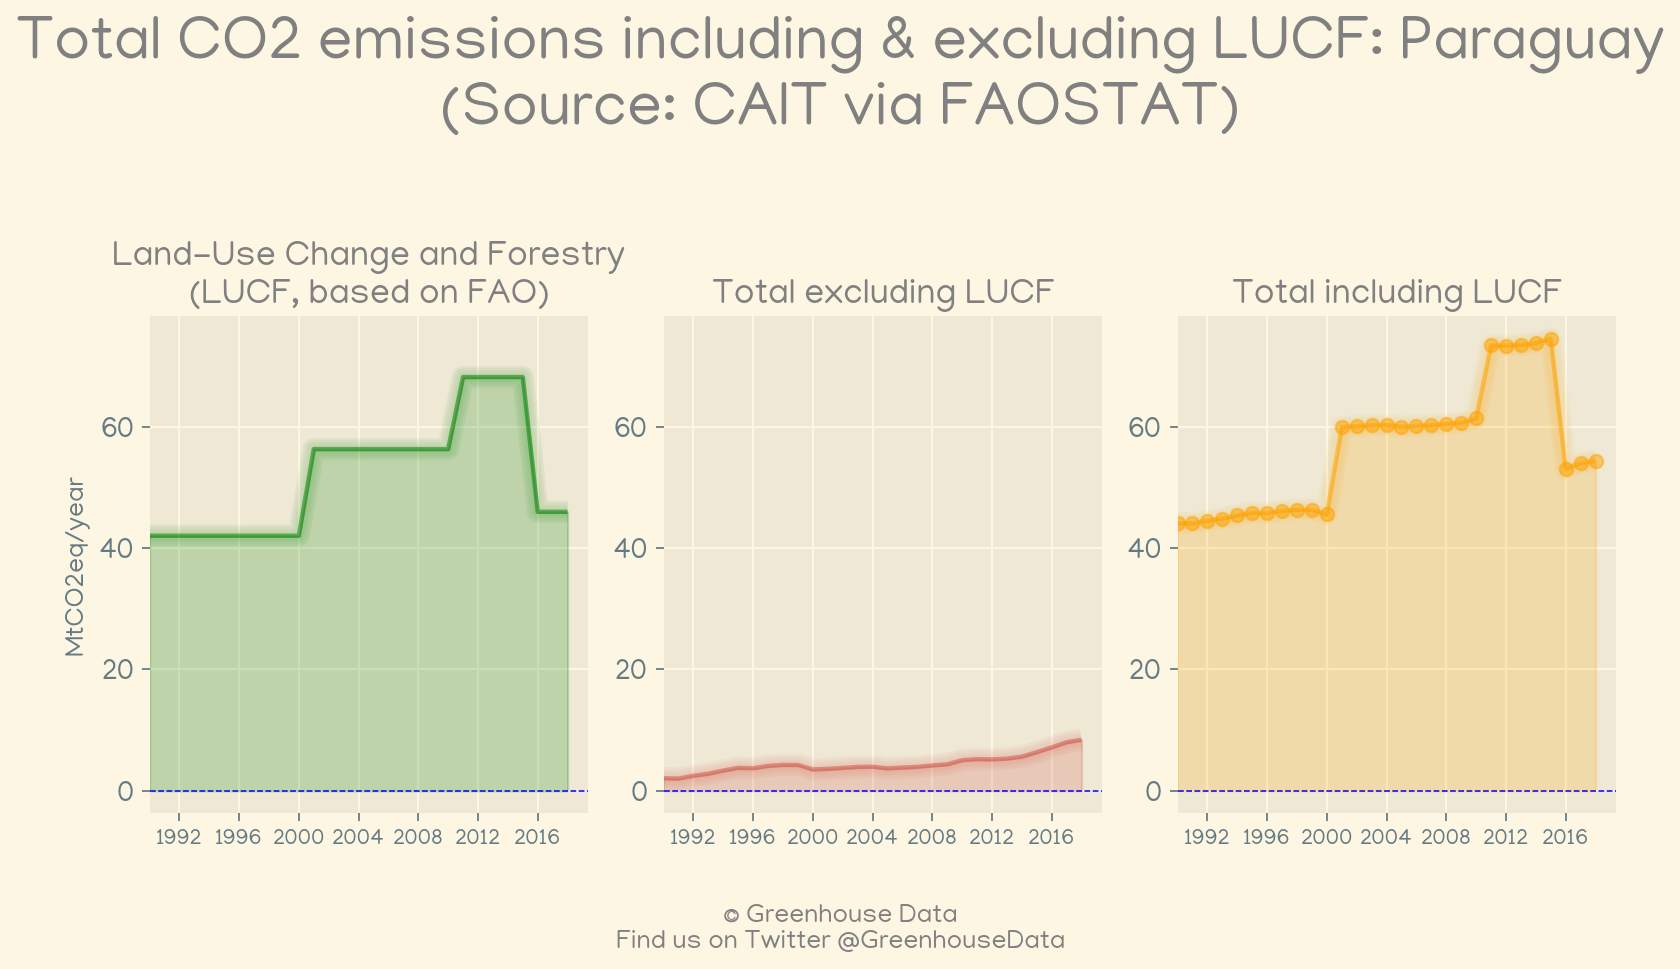 Total CO2 emissions including & excluding LUCF: Paraguay
(Source: CAIT via FAOSTAT)
Land-Use Change and Forestry
(LUCF, based on FAO)
Total excluding LUCF
Total including LUCF
MtCO2eq/year
60
40
20
0
1992 1996 2000 2004 2008 2012 2016
60
40
20
0
1992 1996 2000 2004 2008 2012 2016
60
40
20
0
1992 1996 2000 2004 2008 2012 2016
© Greenhouse Data
Find us on Twitter @GreenhouseData